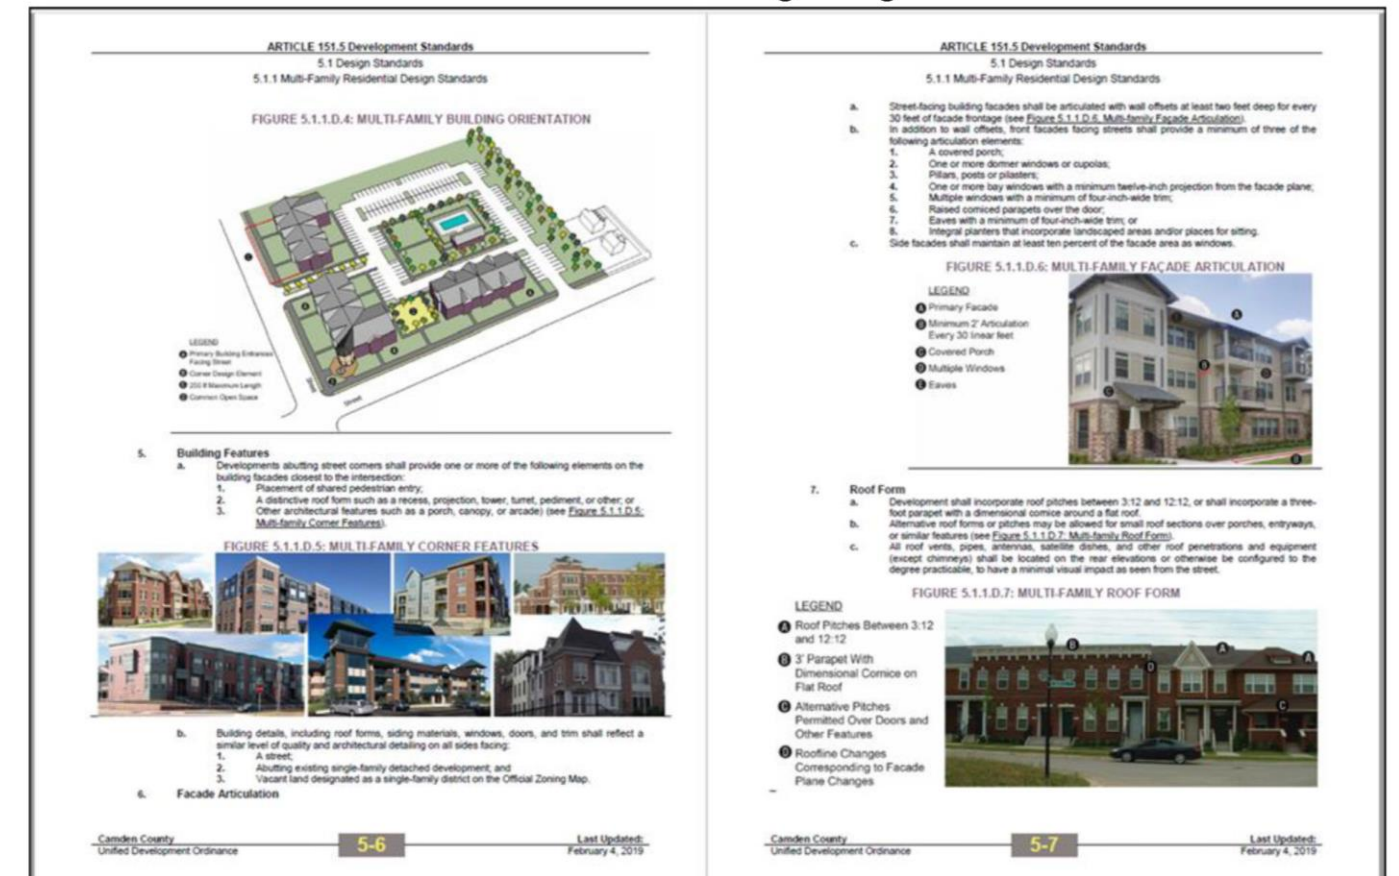 ARTICLE 151.5 Development Standards
5.1 Design Standards
5.1.1 Multi-Family Residential Design Standards
FIGURE 5.1.1.D.4: MULTI-FAMILY BUILDING ORIENTATION
LEGEND
Primary Building Entrances
Facing Street
Corner Design Element
200 ft Maximum Length
Common Open Space
Street
Street
5. Building Features
a. Developments abutting street corners shall provide one or more of the following elements on the
building facades closest to the intersection:
1. Placement of shared pedestrian entry;
2. A distinctive roof form such as a recess, projection, tower, turret, pediment, or other; or
3. Other architectural features such as a porch, canopy, or arcade) (see Figure 5.1.1.D.5:
Multi-family Corner Features).
FIGURE 5.1.1.D.5: MULTI-FAMILY CORNER FEATURES
b. Building details, including roof forms, siding materials, windows, doors, and trim shall reflect a
similar level of quality and architectural detailing on all sides facing:
1. A street;
2. Abutting existing single-family detached development; and
3. Vacant land designated as a single-family district on the Official Zoning Map.
6. Facade Articulation
Camden County
Unified Development Ordinance
5-6
Last Updated:
February 4, 2019
ARTICLE 151.5 Development Standards
5.1 Design Standards
5.1.1 Multi-Family Residential Design Standards
a. Street-facing building facades shall be articulated with wall offsets at least two feet deep for every
30 feet of facade frontage (see Figure 5.1.1.D.6, Multi-family Façade Articulation).
b. In addition to wall offsets, front facades facing streets shall provide a minimum of three of the
following articulation elements:
1. A covered porch;
2. One or more dormer windows or cupolas;
3. Pillars, posts or pilasters;
4. One or more bay windows with a minimum twelve-inch projection from the facade plane;
5. Multiple windows with a minimum of four-inch-wide trim;
6. Raised corniced parapets over the door;
7. Eaves with a minimum of four-inch-wide trim; or
8. Integral planters that incorporate landscaped areas and/or places for sitting.
c. Side facades shall maintain at least ten percent of the facade area as windows.
FIGURE 5.1.1.D.6: MULTI-FAMILY FAÇADE ARTICULATION
LEGEND
A Primary Facade
B Minimum 2' Articulation
Every 30 linear feet
C Covered Porch
D Multiple Windows
E Eaves
7. Roof Form
a. Development shall incorporate roof pitches between 3:12 and 12:12, or shall incorporate a three-
foot parapet with a dimensional cornice around a flat roof.
b. Alternative roof forms or pitches may be allowed for small roof sections over porches, entryways,
or similar features (see Figure 5.1.1.D.7: Multi-family Roof Form).
c. All roof vents, pipes, antennas, satellite dishes, and other roof penetrations and equipment
(except chimneys) shall be located on the rear elevations or otherwise be configured to the
degree practicable, to have a minimal visual impact as seen from the street.
FIGURE 5.1.1.D.7: MULTI-FAMILY ROOF FORM
LEGEND
A Roof Pitches Between 3:12
and 12:12
B 3' Parapet With
Dimensional Cornice on
Flat Roof
C Alternative Pitches
Permitted Over Doors and
Other Features
D Roofline Changes
Corresponding to Facade
Plane Changes
B
A
A
D
C
Camden County
Unified Development Ordinance
5-7
Last Updated:
February 4, 2019